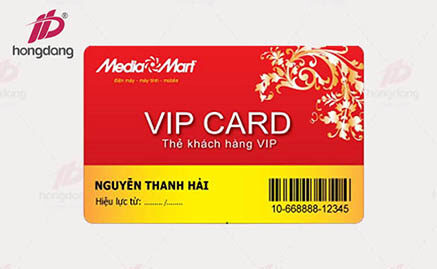 hongdang
MediaMart
Điện máy - máy tính - mobile
VIP CARD
Thẻ khách hàng VIP
NGUYỄN THANH HẢI
Hiệu lực từ: ......... /.......
10-668888-12345